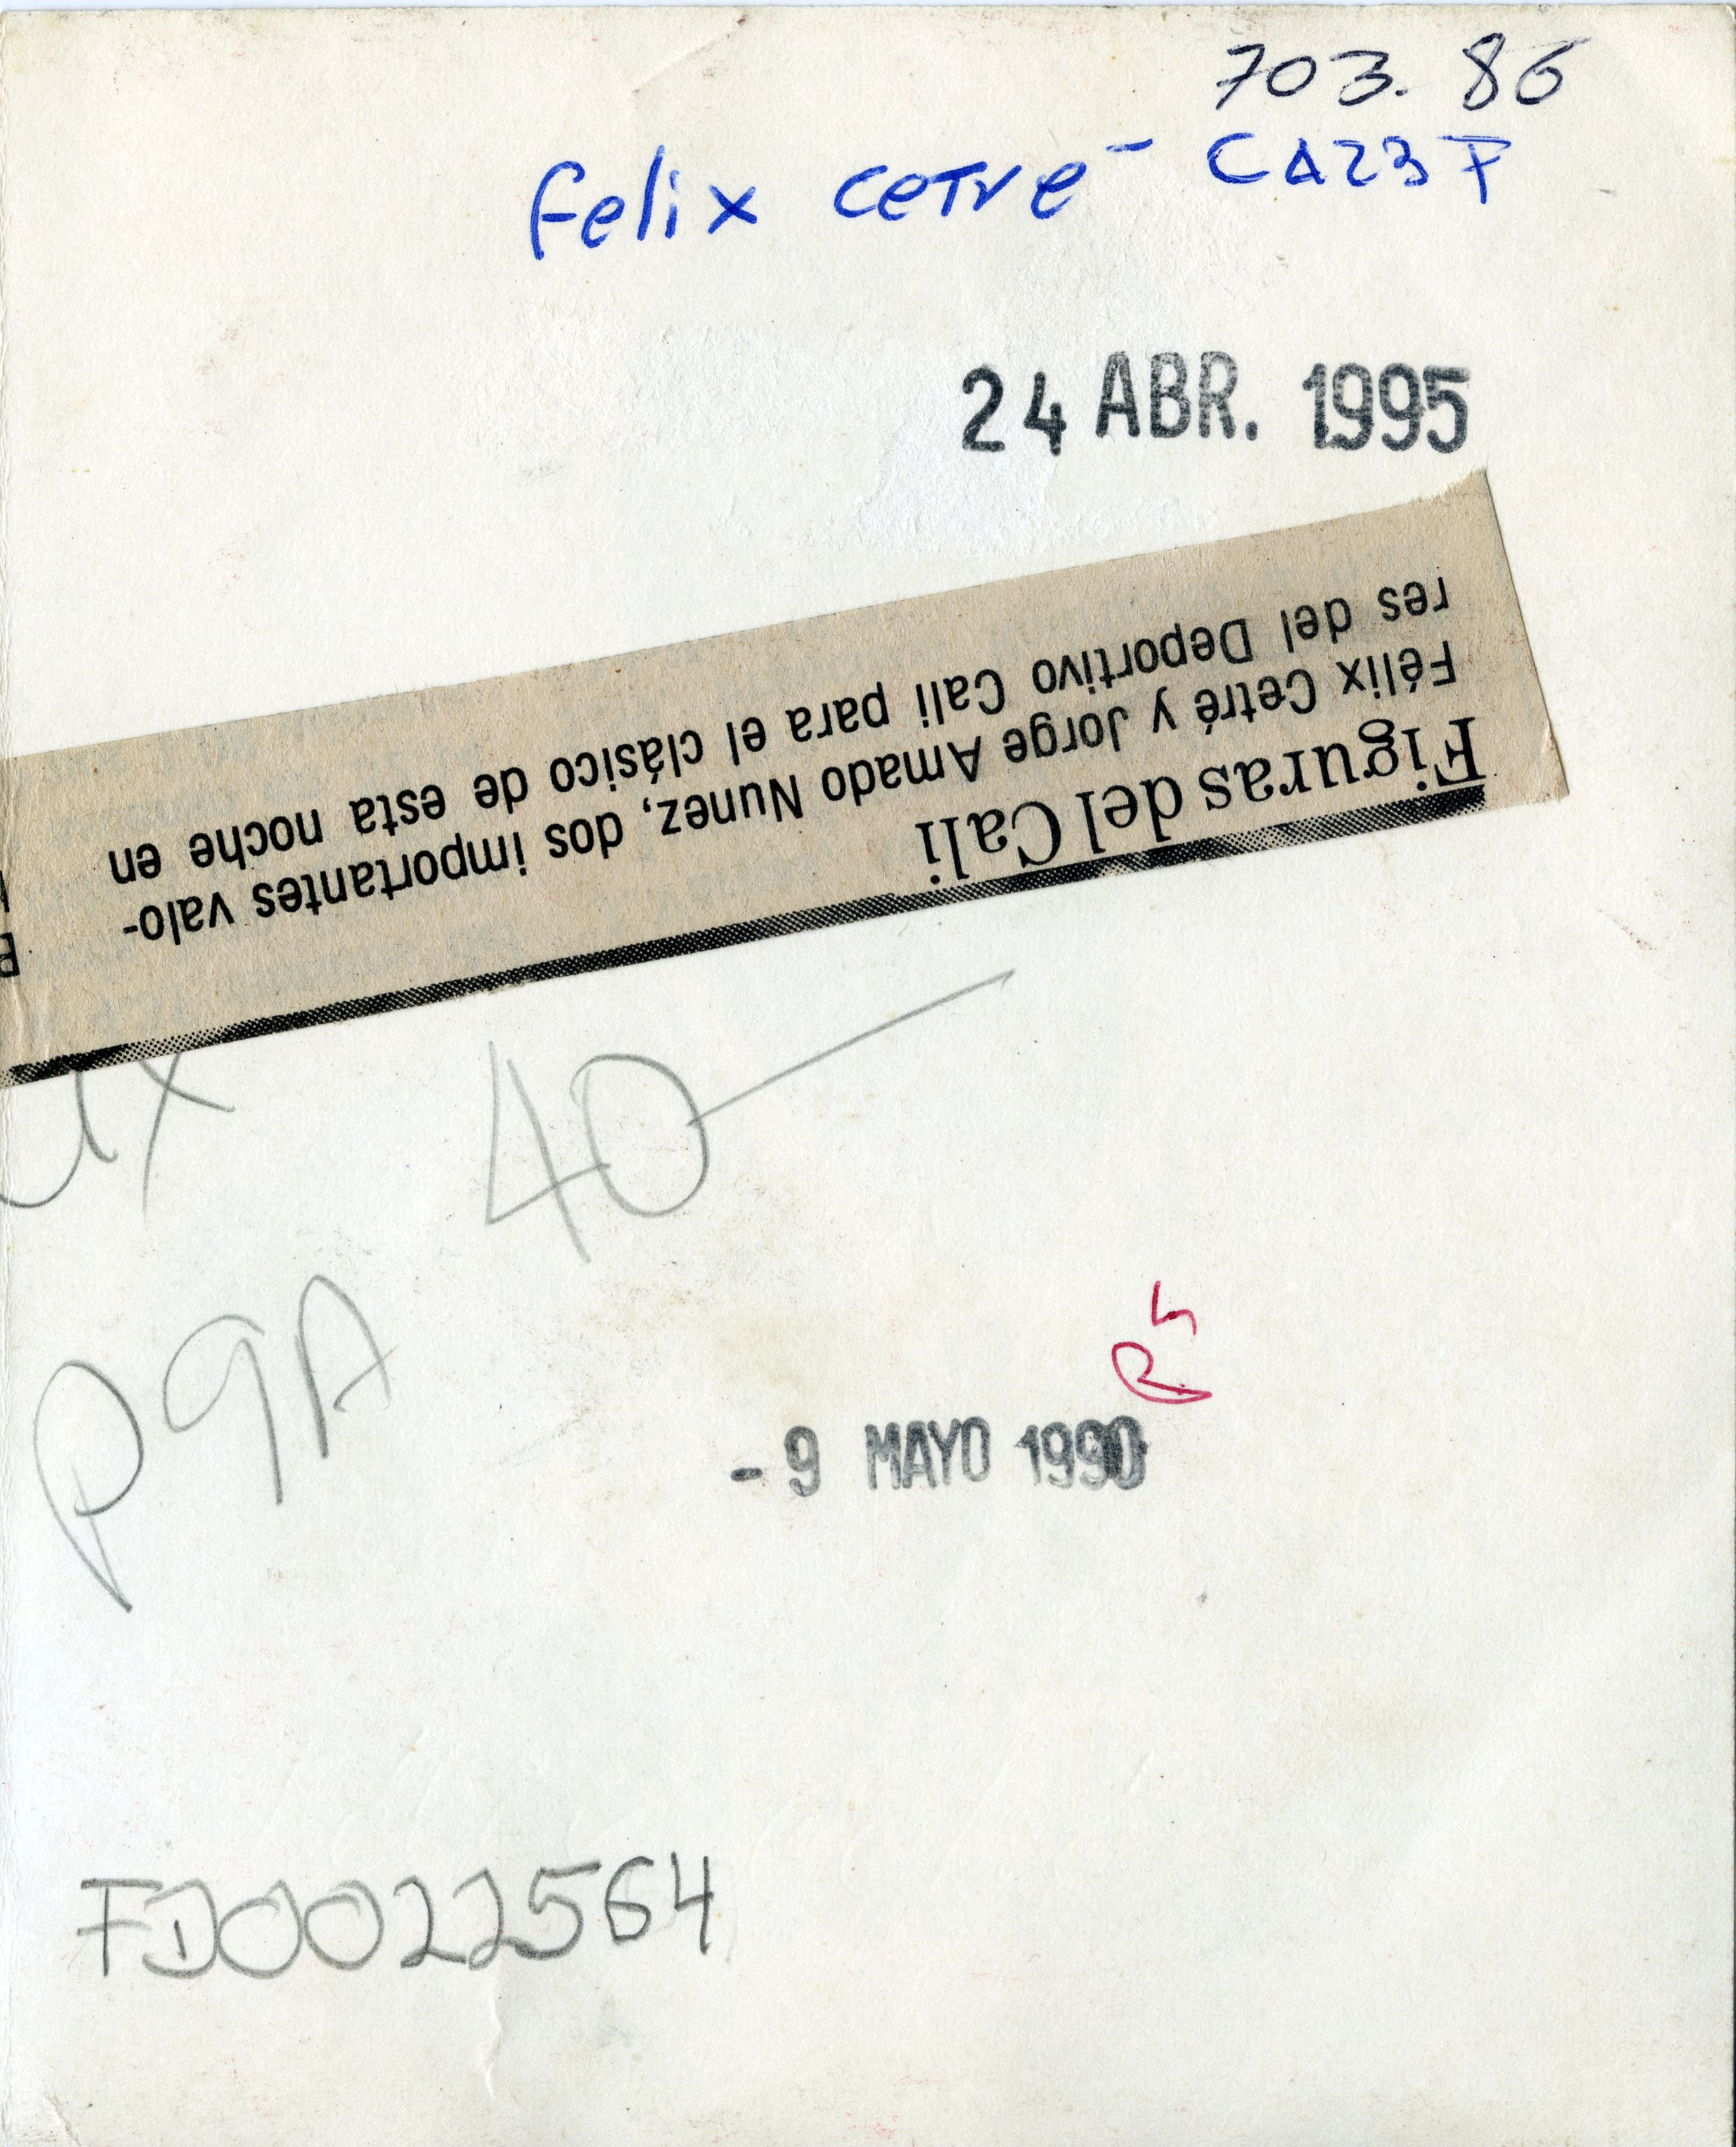 703.86
Felix Cetre - CA23F
24 ABR. 1995
Figuras del Cali
Félix Cetré y Jorge Amado Nunez, dos importantes valo-
res del Deportivo Cali para el clásico de esta noche en
40
P9A
- 9 MAYO 1990
FD0022564